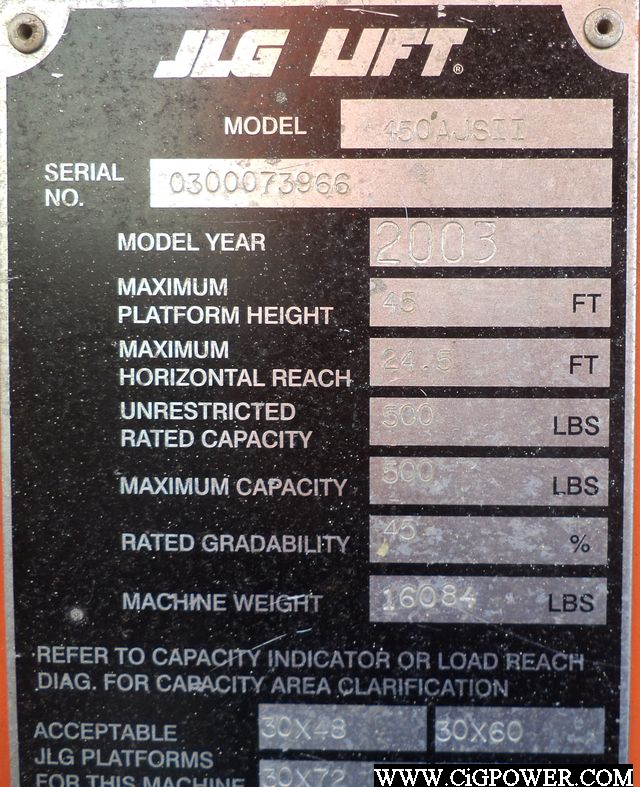 JLG LIFT®
MODEL 450AJSII
SERIAL
NO. 0300073966
MODEL YEAR 2003
MAXIMUM
PLATFORM HEIGHT 45 FT
MAXIMUM
HORIZONTAL REACH 24.5 FT
UNRESTRICTED
RATED CAPACITY 500 LBS
MAXIMUM CAPACITY 500 LBS
RATED GRADABILITY 45 %
MACHINE WEIGHT 16084 LBS
REFER TO CAPACITY INDICATOR OR LOAD REACH
DIAG. FOR CAPACITY AREA CLARIFICATION
ACCEPTABLE 30X48 30X60
JLG PLATFORMS
FOR THIS MACHINE 30X72
WWW.CIGPOWER.COM